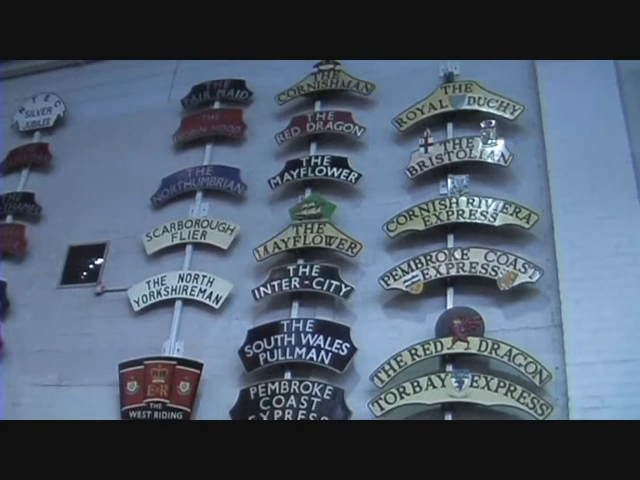 SILVER
JUBILEE
THE
FAIR MAID
THE
THE
NORTHUMBRIAN
SCARBOROUGH
FLIER
THE NORTH
YORKSHIREMAN
E R
THE
WEST RIDING
THE
CORNISHMAN
THE
RED DRAGON
THE
MAYFLOWER
THE
MAYFLOWER
THE
INTER-CITY
THE
SOUTH WALES
PULLMAN
PEMBROKE
COAST
EXPRESS
THE
ROYAL DUCHY
THE
BRISTOLIAN
CORNISH RIVIERA
EXPRESS
PEMBROKE COAST
EXPRESS
THE RED DRAGON
TORBAY EXPRESS